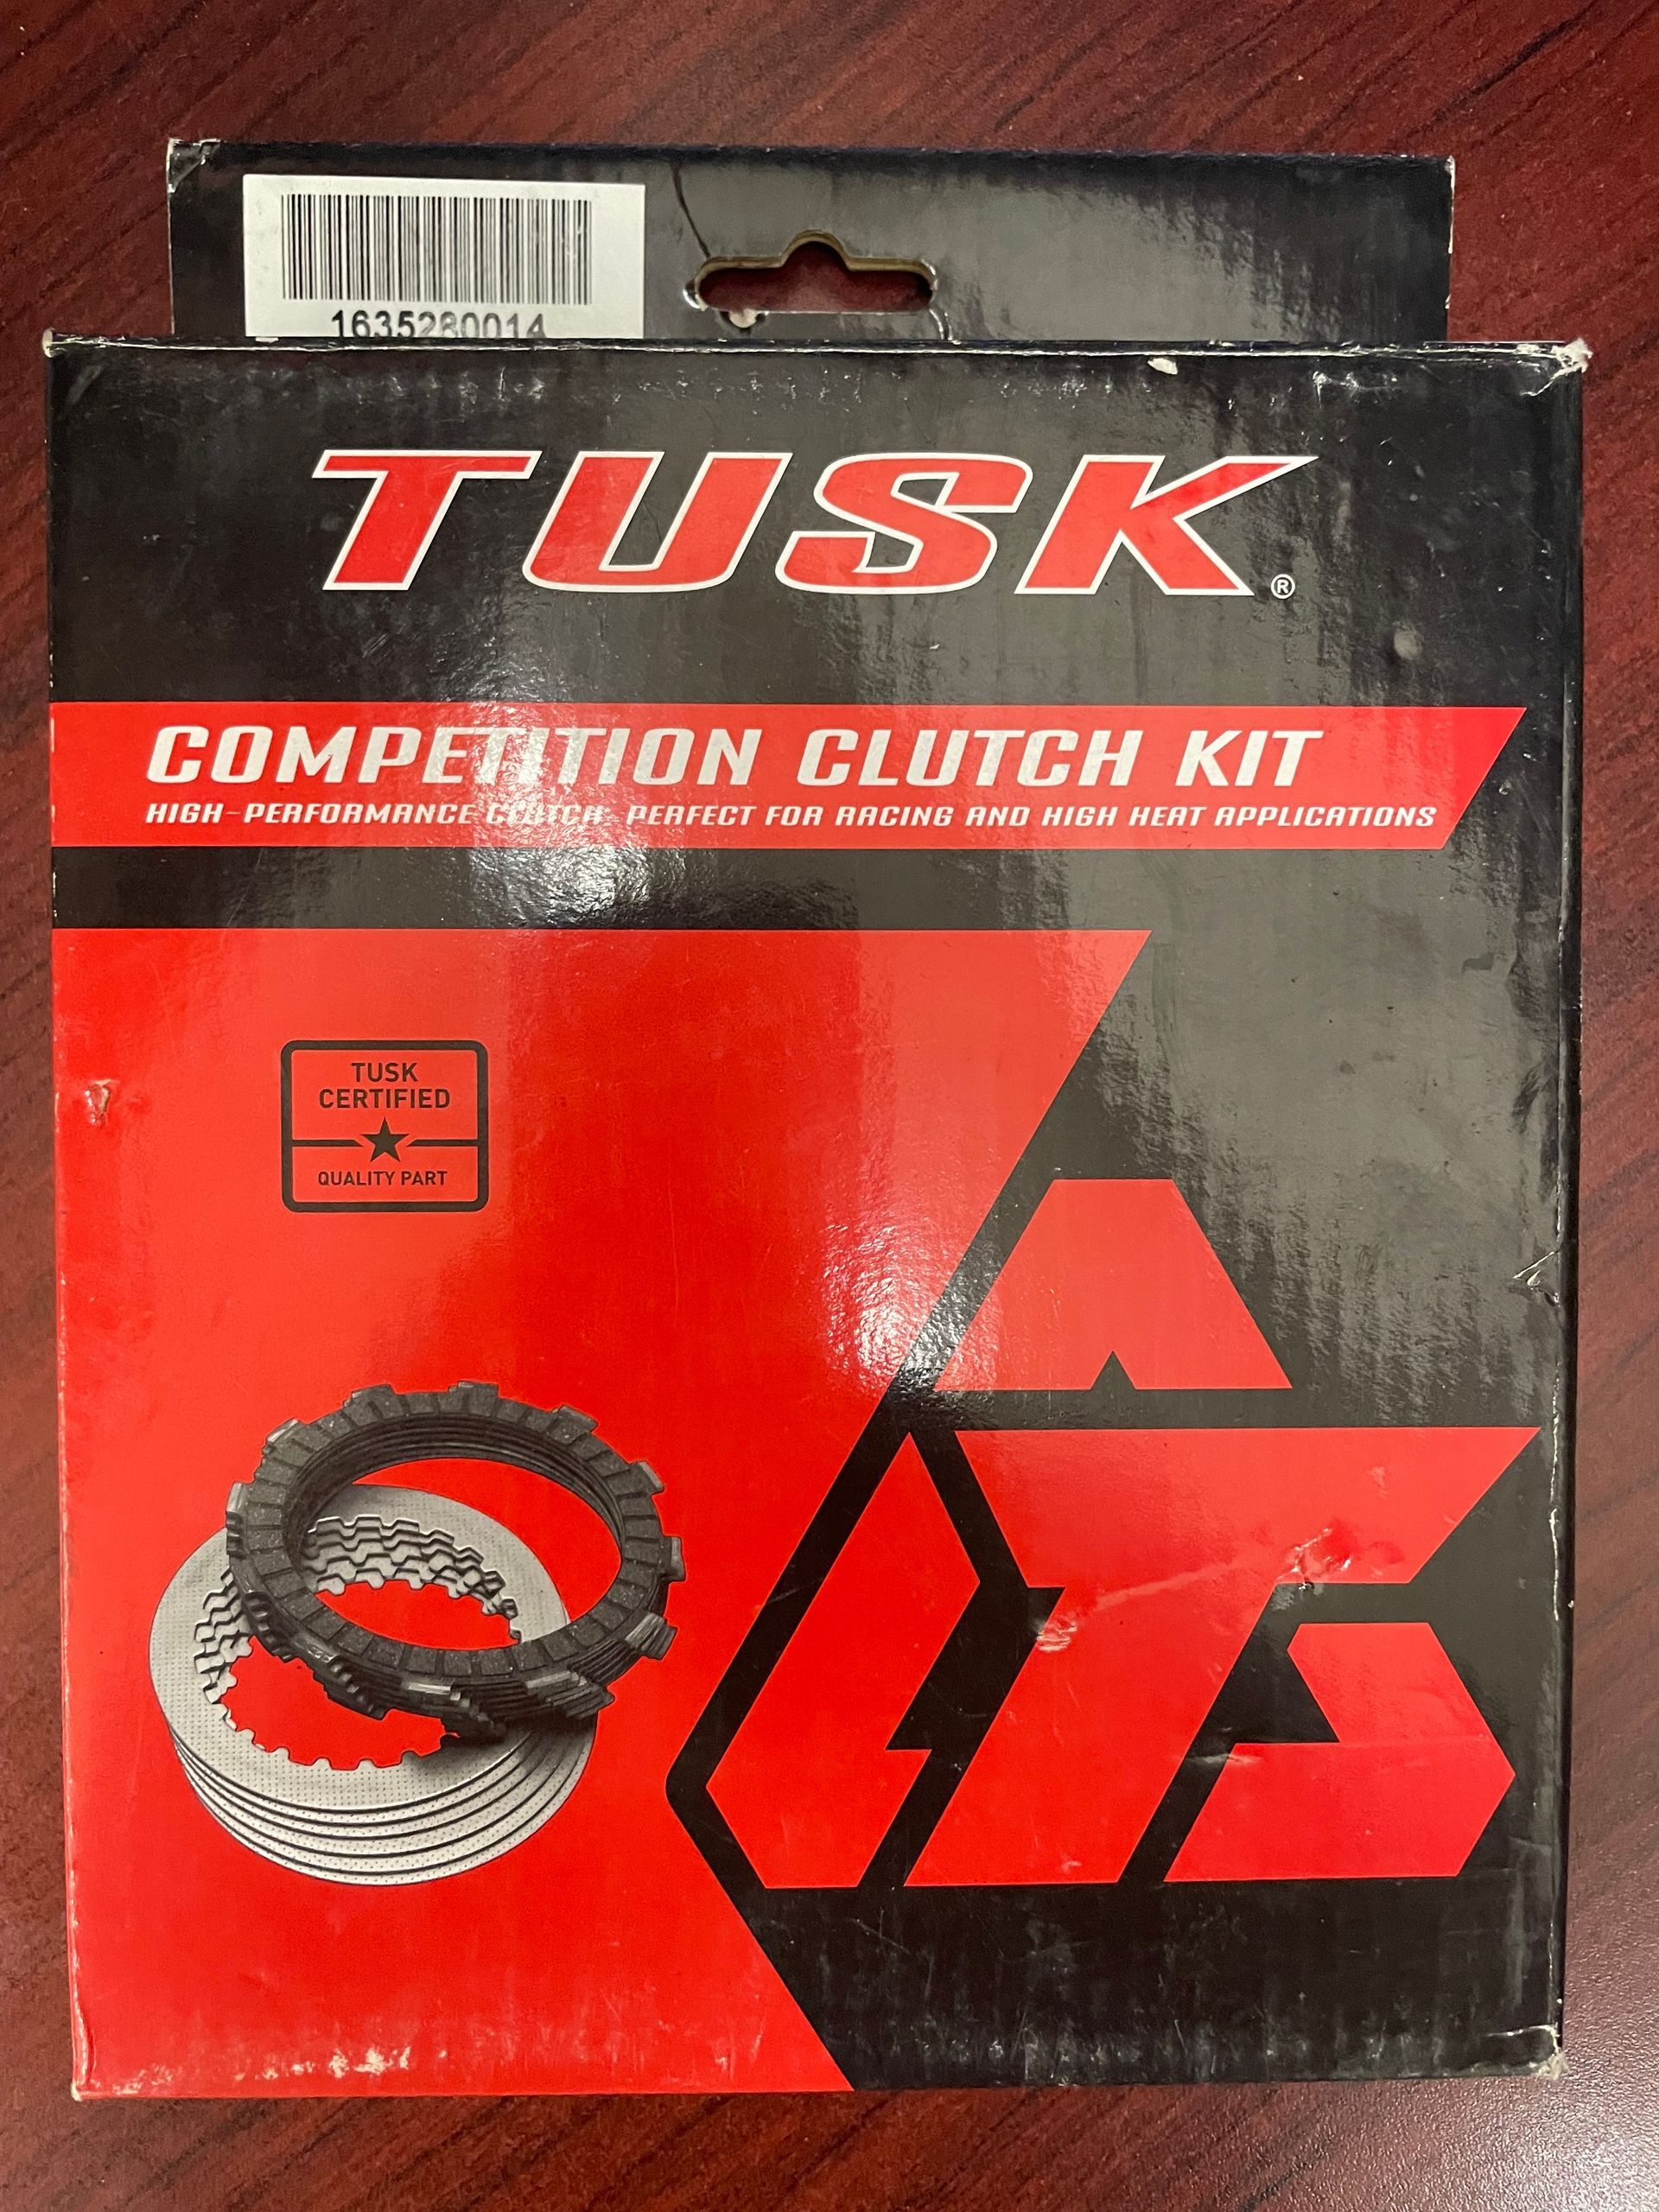 1635280014
TUSK®
COMPETITION CLUTCH KIT
HIGH-PERFORMANCE CLUTCH PERFECT FOR RACING AND HIGH HEAT APPLICATIONS
TUSK
CERTIFIED
QUALITY PART